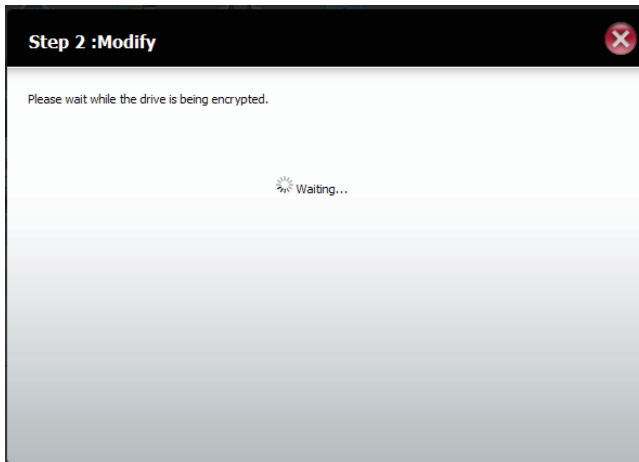 Step 2 :Modify
Please wait while the drive is being encrypted.
Waiting...